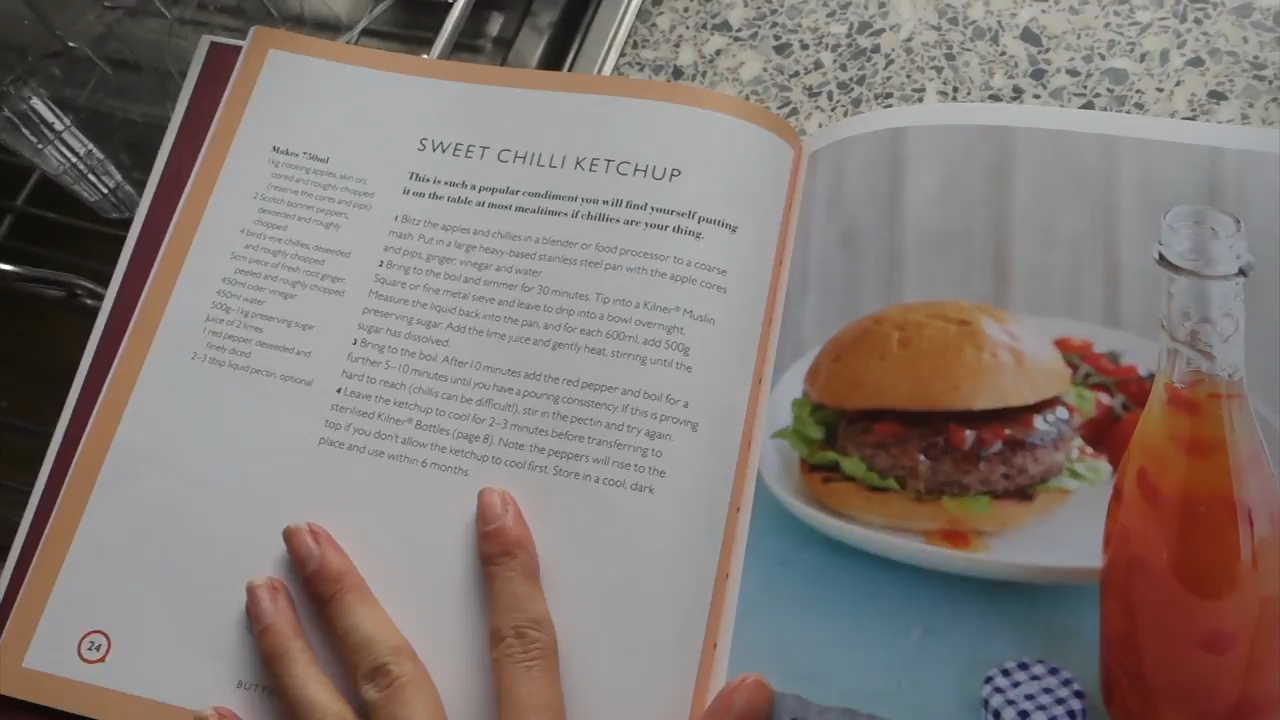 SWEET CHILLI KETCHUP
This is such a popular condiment you will find yourself putting
it on the table at most mealtimes if chillies are your thing.
Makes 750ml
1kg cooking apples, skin on,
cored and roughly chopped
(reserve the cores and pips)
2 Scotch bonnet peppers,
deseeded and roughly
chopped
4 bird's-eye chillies, deseeded
and roughly chopped
5cm piece of fresh root ginger,
peeled and roughly chopped
450ml cider vinegar
450ml water
500g–1kg preserving sugar
Juice of 2 limes
1 red pepper, deseeded and
finely diced
2–3 tbsp liquid pectin, optional
1 Blitz the apples and chillies in a blender or food processor to a coarse
mash. Put in a large heavy-based stainless steel pan with the apple cores
and pips, ginger, vinegar and water
2 Bring to the boil and simmer for 30 minutes. Tip into a Kilner® Muslin
Square or fine metal sieve and leave to drip into a bowl overnight.
Measure the liquid back into the pan, and for each 600ml, add 500g
preserving sugar. Add the lime juice and gently heat, stirring until the
sugar has dissolved.
3 Bring to the boil. After 10 minutes add the red pepper and boil for a
further 5–10 minutes until you have a pouring consistency. If this is proving
hard to reach (chillis can be difficult!), stir in the pectin and try again.
4 Leave the ketchup to cool for 2–3 minutes before transferring to
sterilised Kilner® Bottles (page 8). Note: the peppers will rise to the
top if you don't allow the ketchup to cool first. Store in a cool, dark
place and use within 6 months.
24